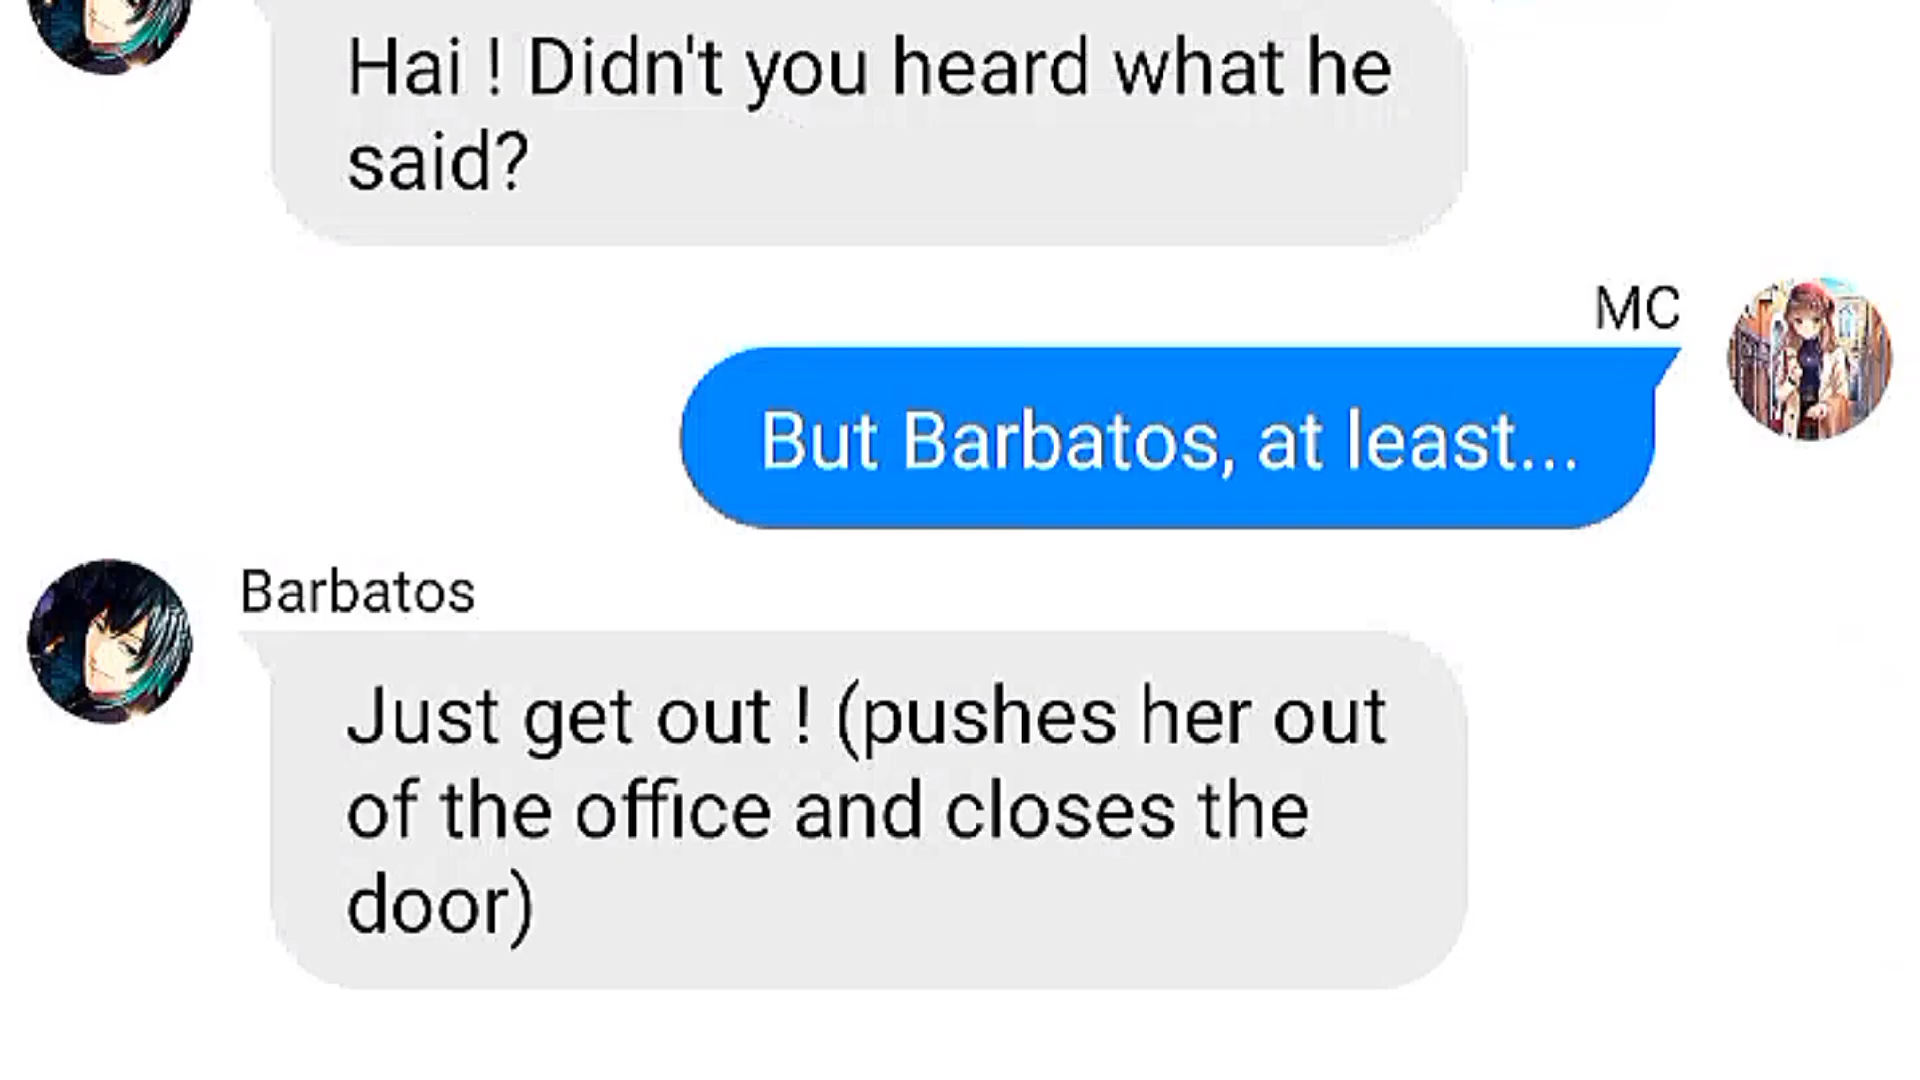 Hai ! Didn't you heard what he
said?
MC
But Barbatos, at least...
Barbatos
Just get out ! (pushes her out
of the office and closes the
door)